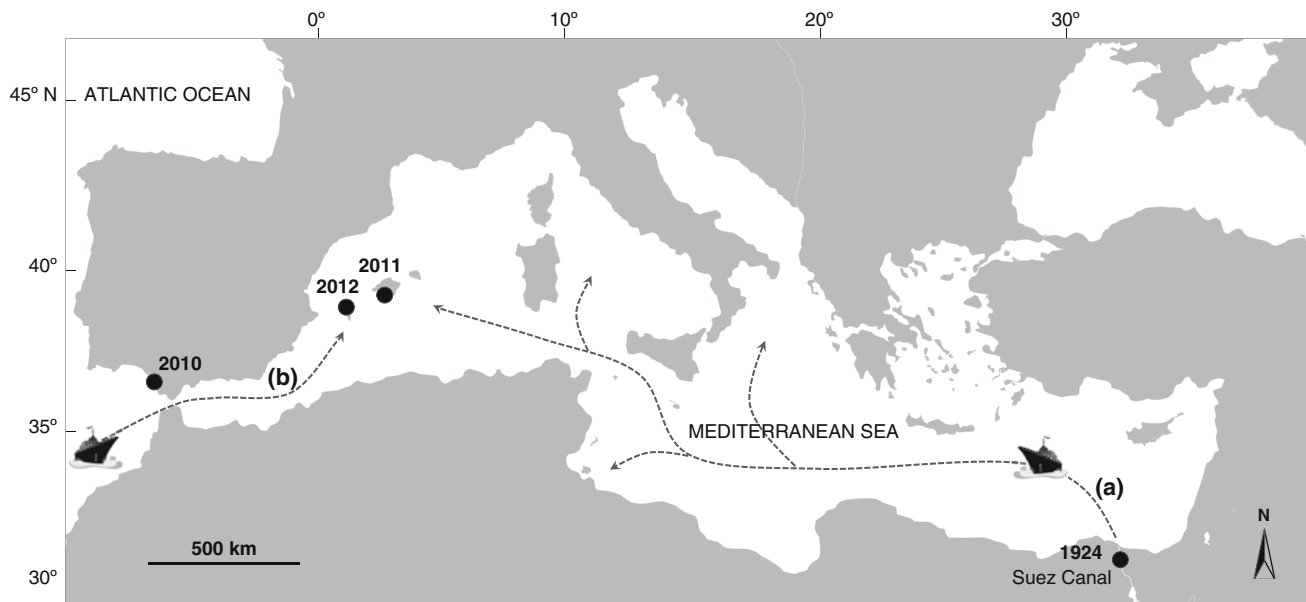 0º 10º 20º 30º
45º N ATLANTIC OCEAN
40º
2011
2012
2010
(b)
35º
MEDITERRANEAN SEA
(a)
N
500 km
1924
30º
Suez Canal